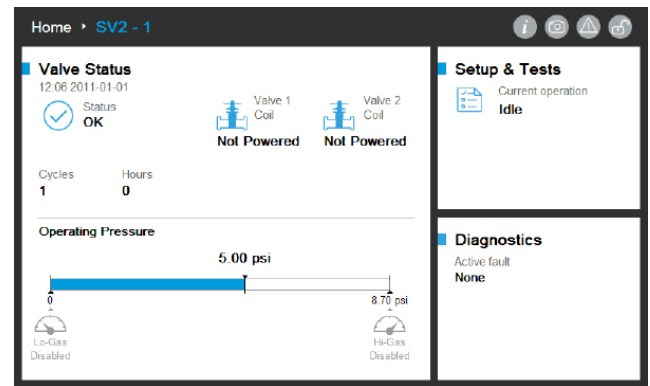 Home ‣ SV2 - 1
Valve Status
12:06 2011-01-01
Status
OK
Valve 1
Coil
Not Powered
Valve 2
Coil
Not Powered
Cycles
1
Hours
0
Operating Pressure
5.00 psi
0
8.70 psi
Lo-Gas
Disabled
Hi-Gas
Disabled
Setup & Tests
Current operation
Idle
Diagnostics
Active fault
None